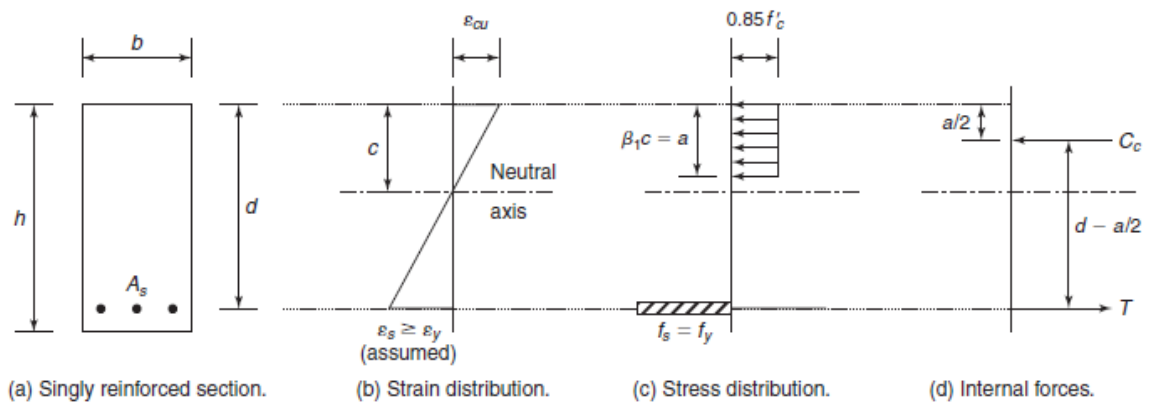 ε_cu
0.85f'_c
b
a/2
C_c
c
β₁c = a
Neutral
axis
h
d
d − a/2
A_s
T
ε_s ≥ ε_y
(assumed)
f_s = f_y
(a) Singly reinforced section.
(b) Strain distribution.
(c) Stress distribution.
(d) Internal forces.